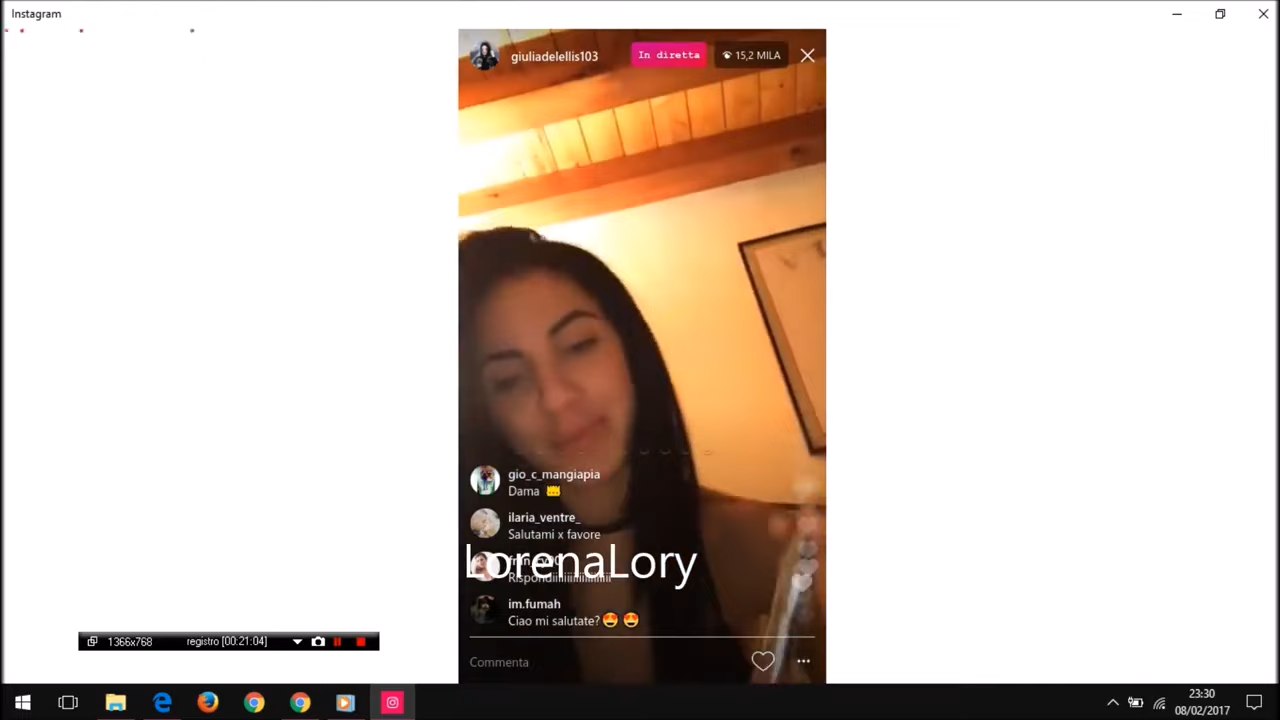 Instagram
giuliadelellis103
In diretta
15,2 MILA
gio_c_mangiapia
Dama
ilaria_ventre_
Salutami x favore
LorenaLory
im.fumah
Ciao mi salutate?
Commenta
1366x768
registro [00:21:04)
23:30
08/02/2017